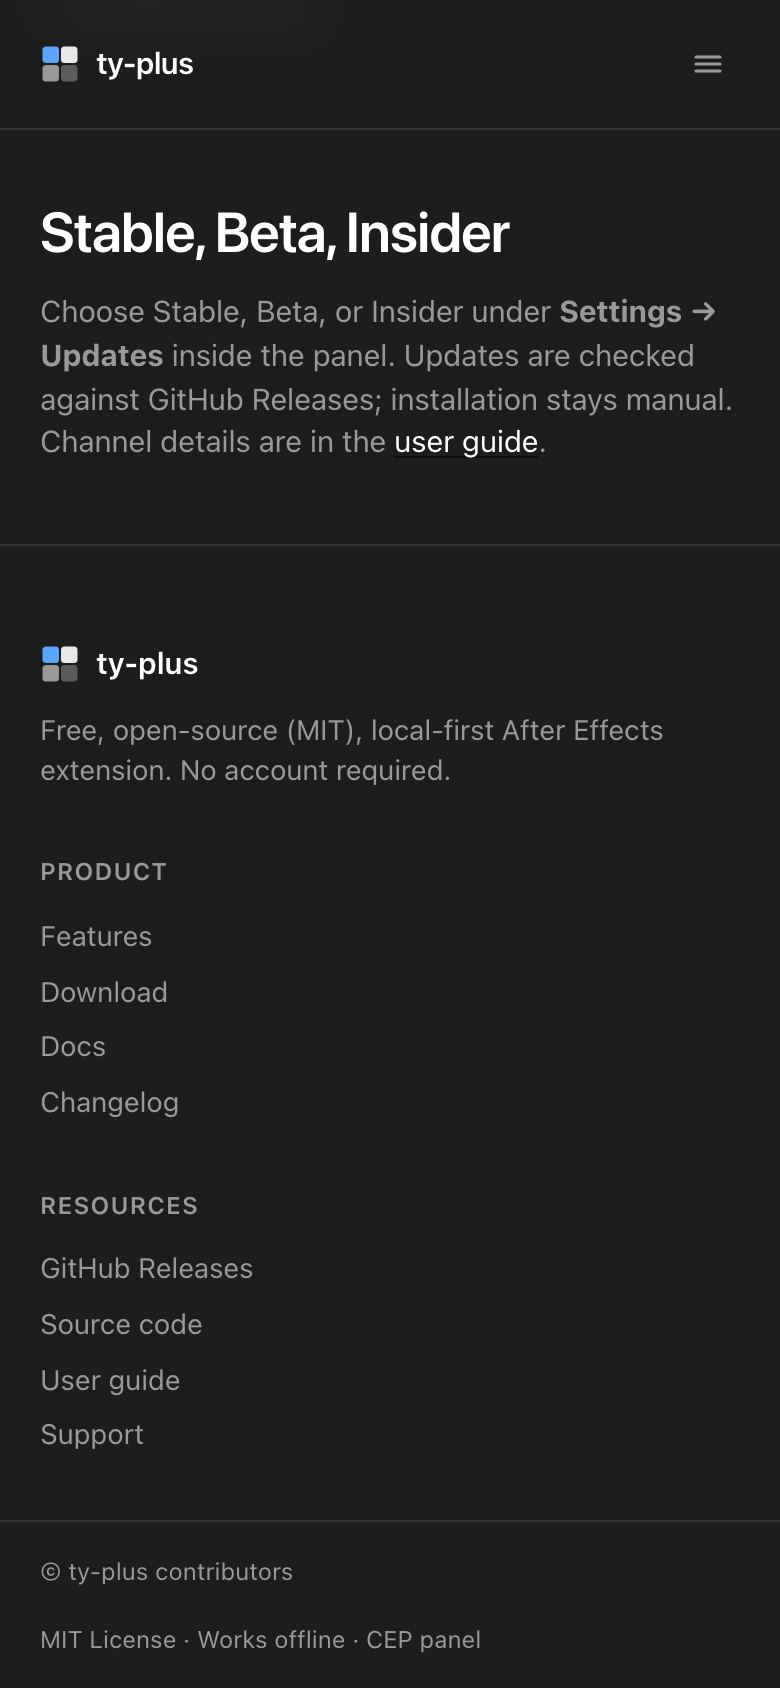 ty-plus
Stable, Beta, Insider
Choose Stable, Beta, or Insider under Settings →
Updates inside the panel. Updates are checked
against GitHub Releases; installation stays manual.
Channel details are in the user guide.
ty-plus
Free, open-source (MIT), local-first After Effects
extension. No account required.
PRODUCT
Features
Download
Docs
Changelog
RESOURCES
GitHub Releases
Source code
User guide
Support
© ty-plus contributors
MIT License · Works offline · CEP panel